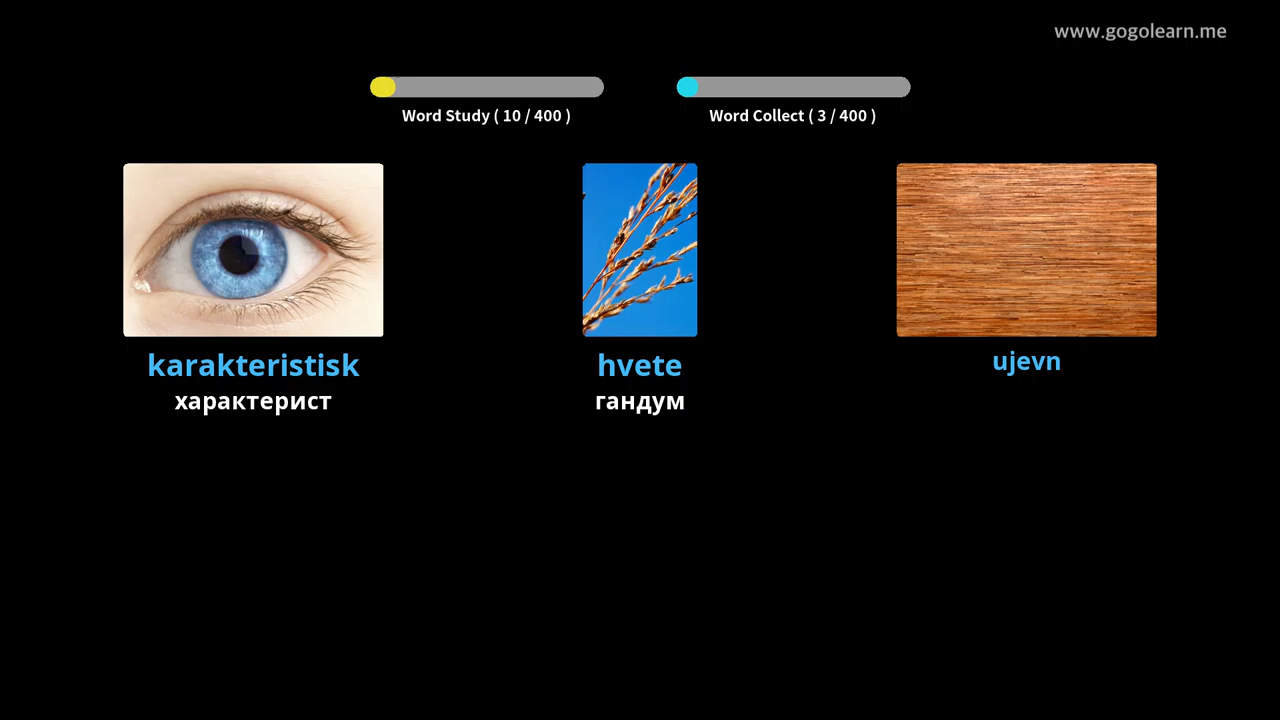 www.gogolearn.me
Word Study ( 10 / 400 )
Word Collect ( 3 / 400 )
karakteristisk
характерист
hvete
гандум
ujevn